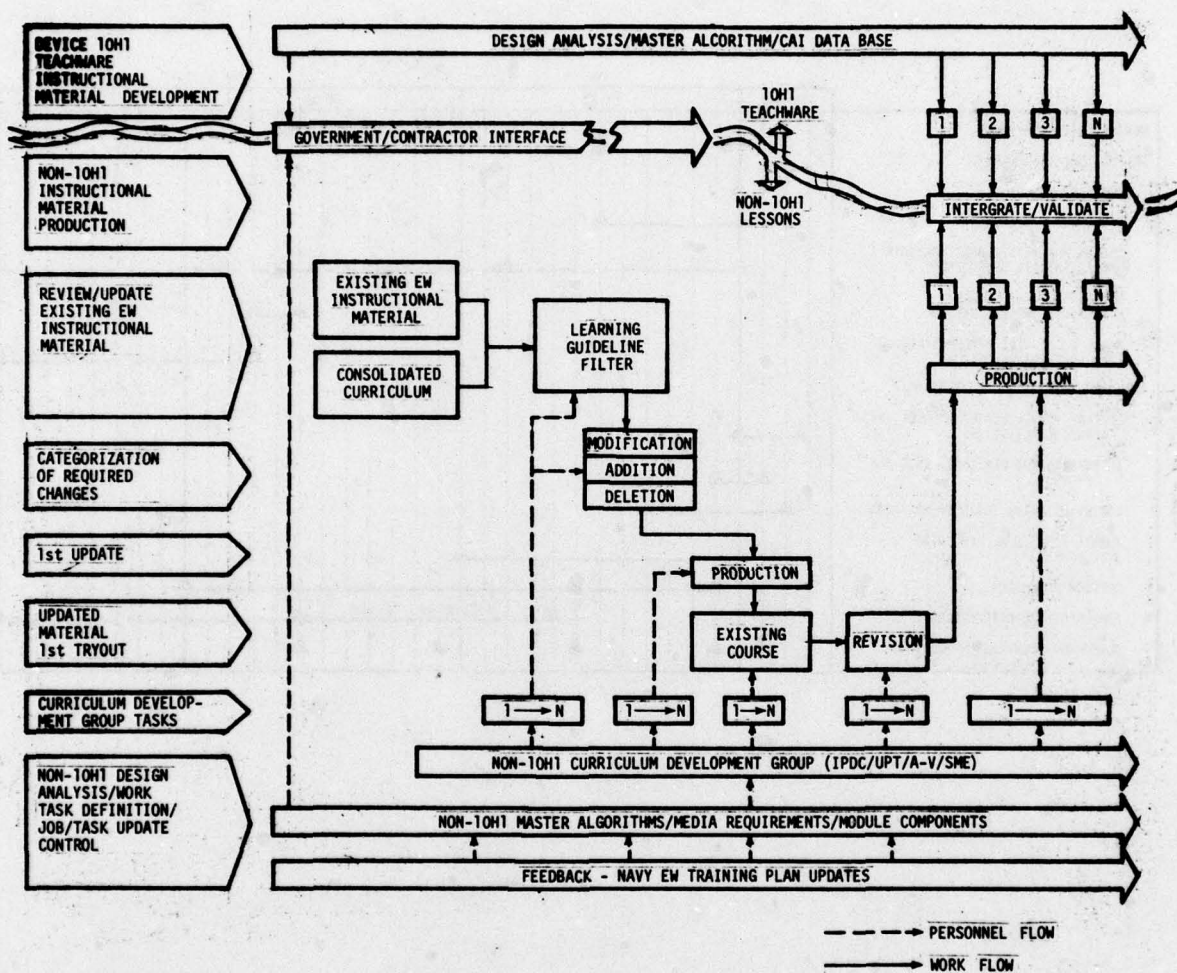 DEVICE 10H1
TEACHWARE
INSTRUCTIONAL
MATERIAL DEVELOPMENT
DESIGN ANALYSIS/MASTER ALGORITHM/CAI DATA BASE
GOVERNMENT/CONTRACTOR INTERFACE
10H1
TEACHWARE
NON-10H1
LESSONS
1 2 3 N
NON-10H1
INSTRUCTIONAL
MATERIAL
PRODUCTION
INTERGRATE/VALIDATE
REVIEW/UPDATE
EXISTING EW
INSTRUCTIONAL
MATERIAL
EXISTING EW
INSTRUCTIONAL
MATERIAL
CONSOLIDATED
CURRICULUM
LEARNING
GUIDELINE
FILTER
1 2 3 N
PRODUCTION
CATEGORIZATION
OF REQUIRED
CHANGES
MODIFICATION
ADDITION
DELETION
1st UPDATE
PRODUCTION
UPDATED
MATERIAL
1st TRYOUT
EXISTING
COURSE
REVISION
CURRICULUM DEVELOP-
MENT GROUP TASKS
1→N 1→N 1→N 1→N 1→N
NON-10H1 DESIGN
ANALYSIS/WORK
TASK DEFINITION/
JOB/TASK UPDATE
CONTROL
NON-10H1 CURRICULUM DEVELOPMENT GROUP (IPDC/UPT/A-V/SME)
NON-10H1 MASTER ALGORITHMS/MEDIA REQUIREMENTS/MODULE COMPONENTS
FEEDBACK - NAVY EW TRAINING PLAN UPDATES
PERSONNEL FLOW
WORK FLOW